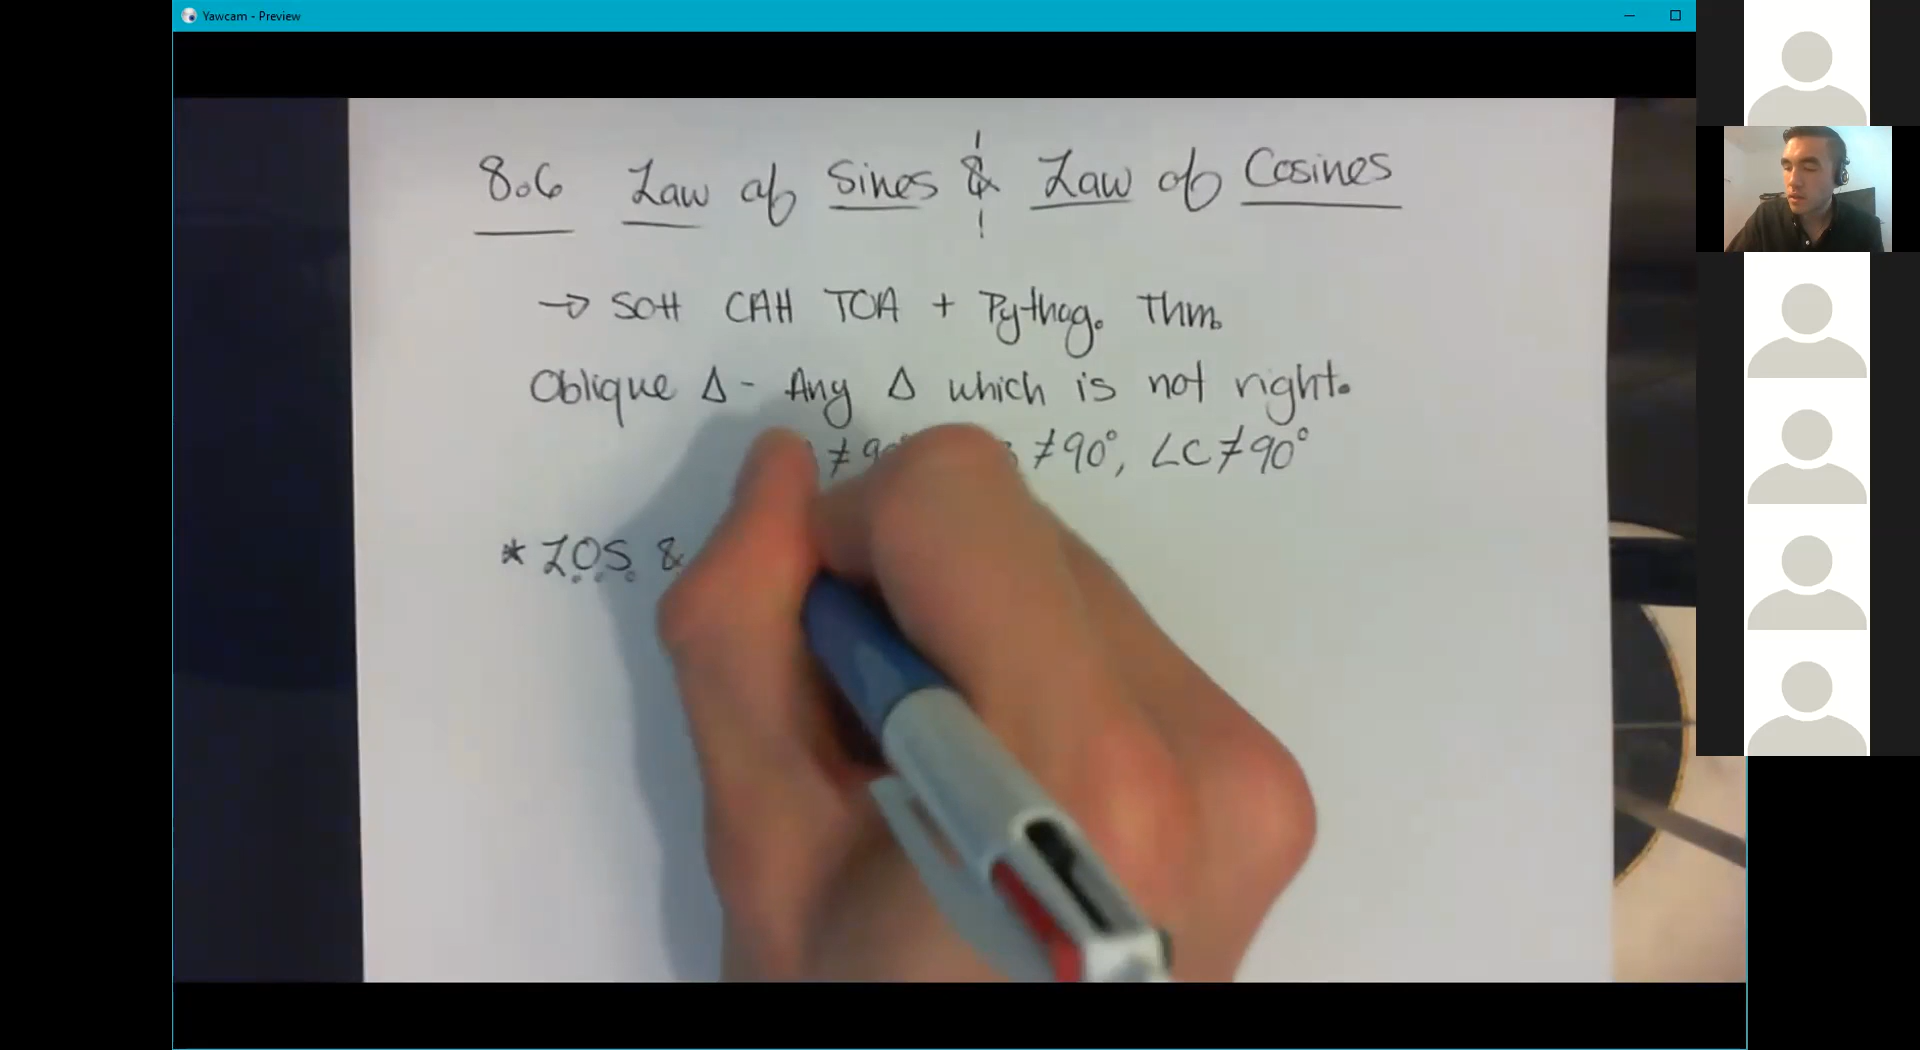 Yawcam - Preview
8.6 Law of Sines & Law of Cosines
→ SOH CAH TOA + Pythag. Thm.
Oblique Δ - Any Δ which is not right.
≠ 90°, ∠C ≠ 90°
* L.O.S. &